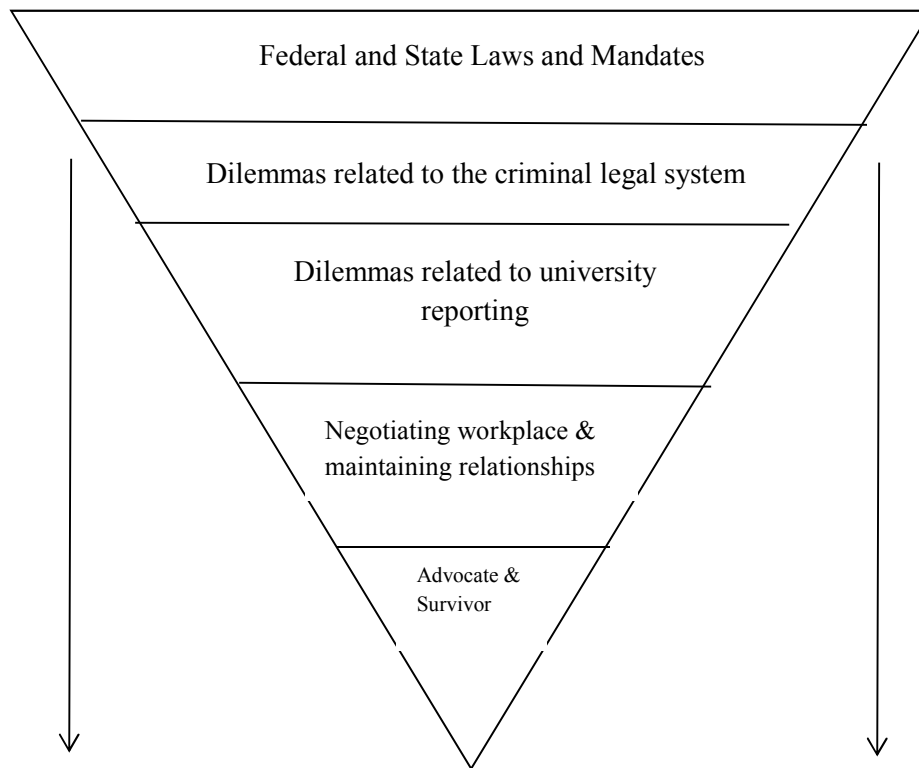 Federal and State Laws and Mandates
Dilemmas related to the criminal legal system
Dilemmas related to university
reporting
Negotiating workplace &
maintaining relationships
Advocate &
Survivor